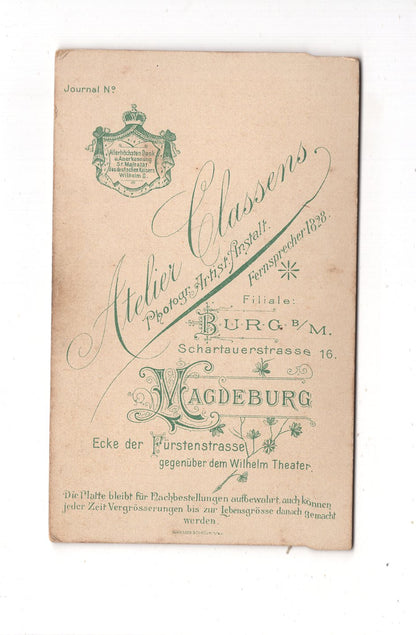 Journal Nº
Allerhöchsten Dank
u. Anerkennung
Sr. Majestät
des deutschen Kaisers
Wilhelm II.
Atelier Classens,
Photogr. Artist. Anstalt.
Fernsprecher 1898.
Filiale:
BURG B/M.
Schartauerstrasse 16.
MAGDEBURG
Ecke der Fürstenstrasse
gegenüber dem Wilhelm Theater.
Die Platte bleibt für Nachbestellungen aufbewahrt, auch können
jeder Zeit Vergrösserungen bis zur Lebensgrösse danach gemacht
werden.